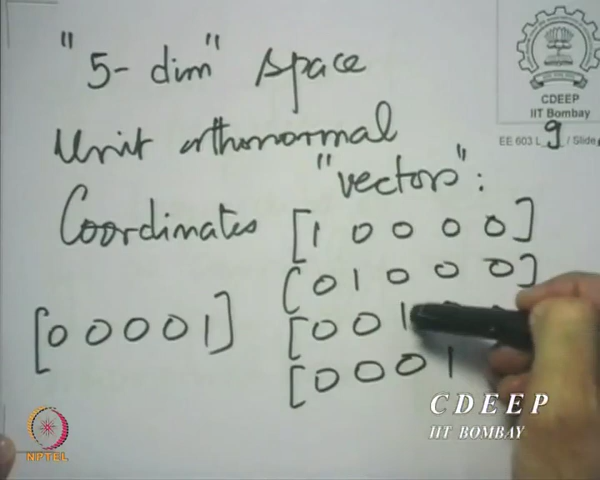 "5-dim" space
CDEEP
IIT Bombay
EE 603 L 9 / Slide
Unit orthonormal
"vectors":
Coordinates [1 0 0 0 0]
[0 1 0 0 0]
[0 0 0 0 1] [0 0 1
[0 0 0 1
CDEEP
IIT BOMBAY
NPTEL